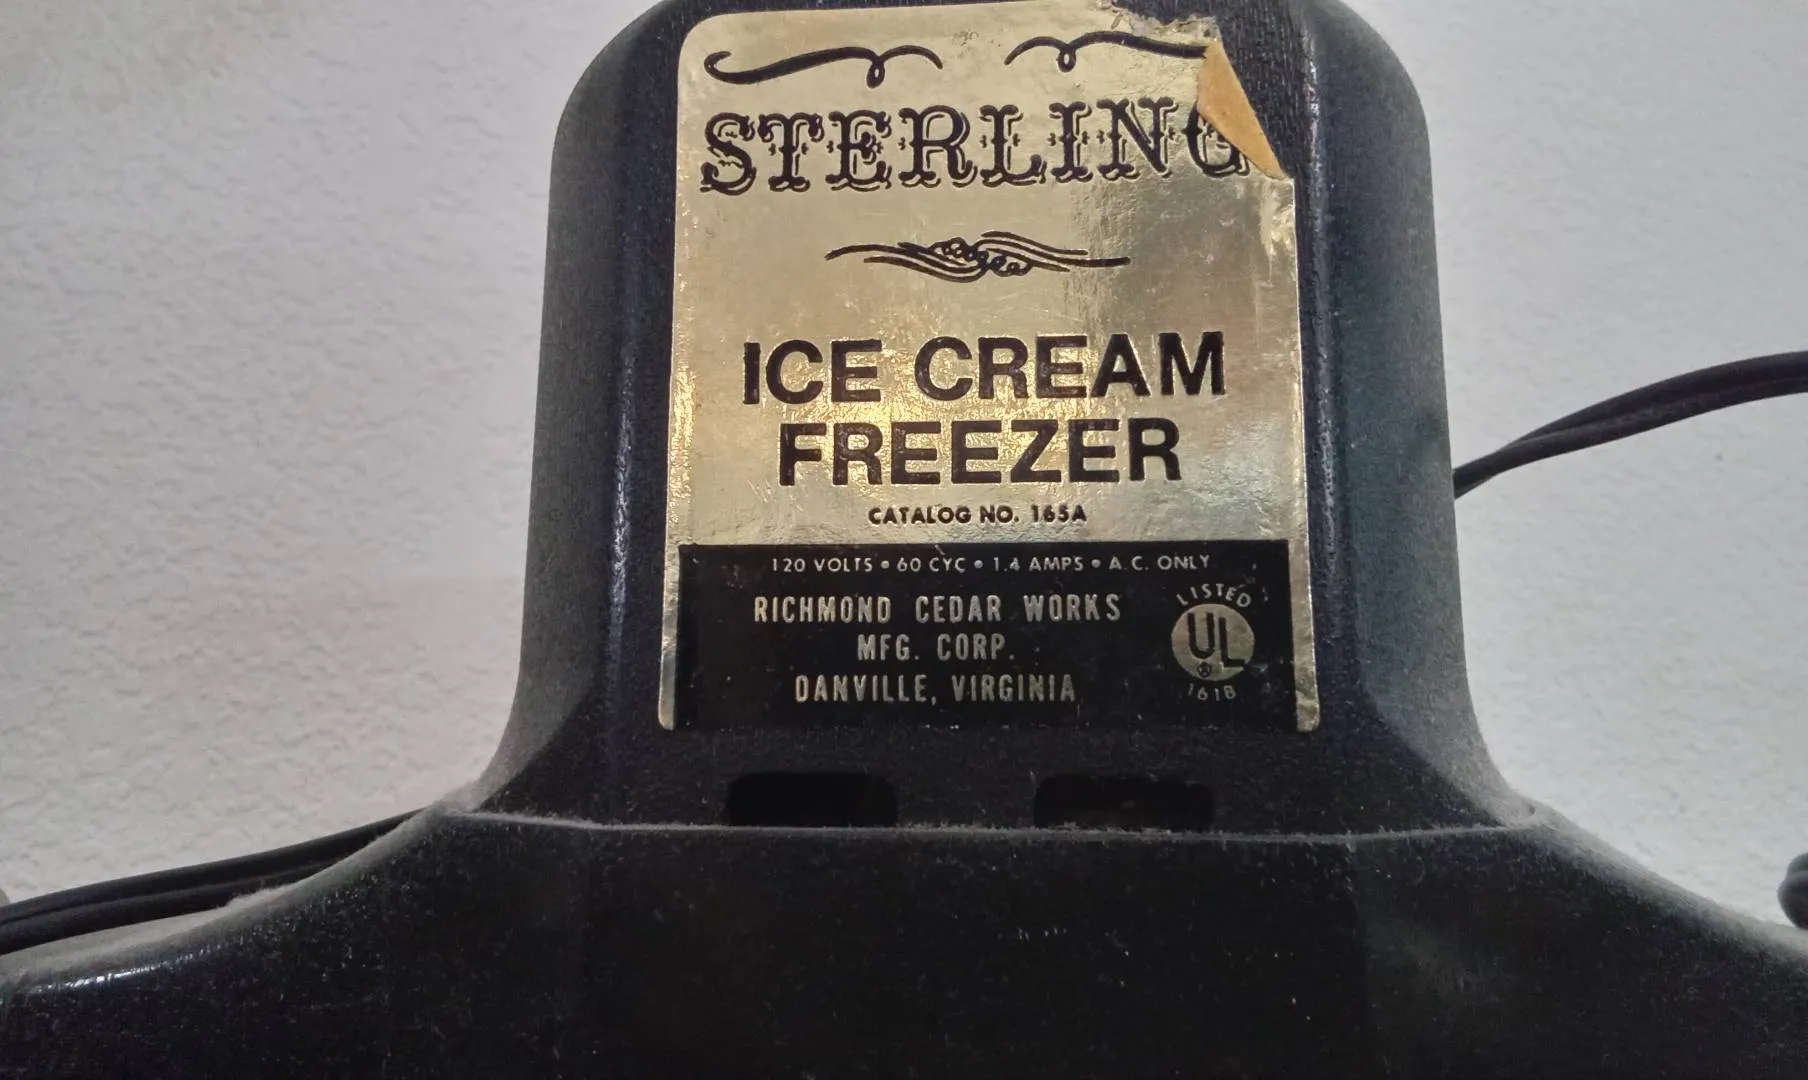 STERLING
ICE CREAM
FREEZER
CATALOG NO. 165A
120 VOLTS • 60 CYC • 1.4 AMPS • A.C. ONLY
RICHMOND CEDAR WORKS
MFG. CORP.
DANVILLE, VIRGINIA
LISTED
UL
®
161B